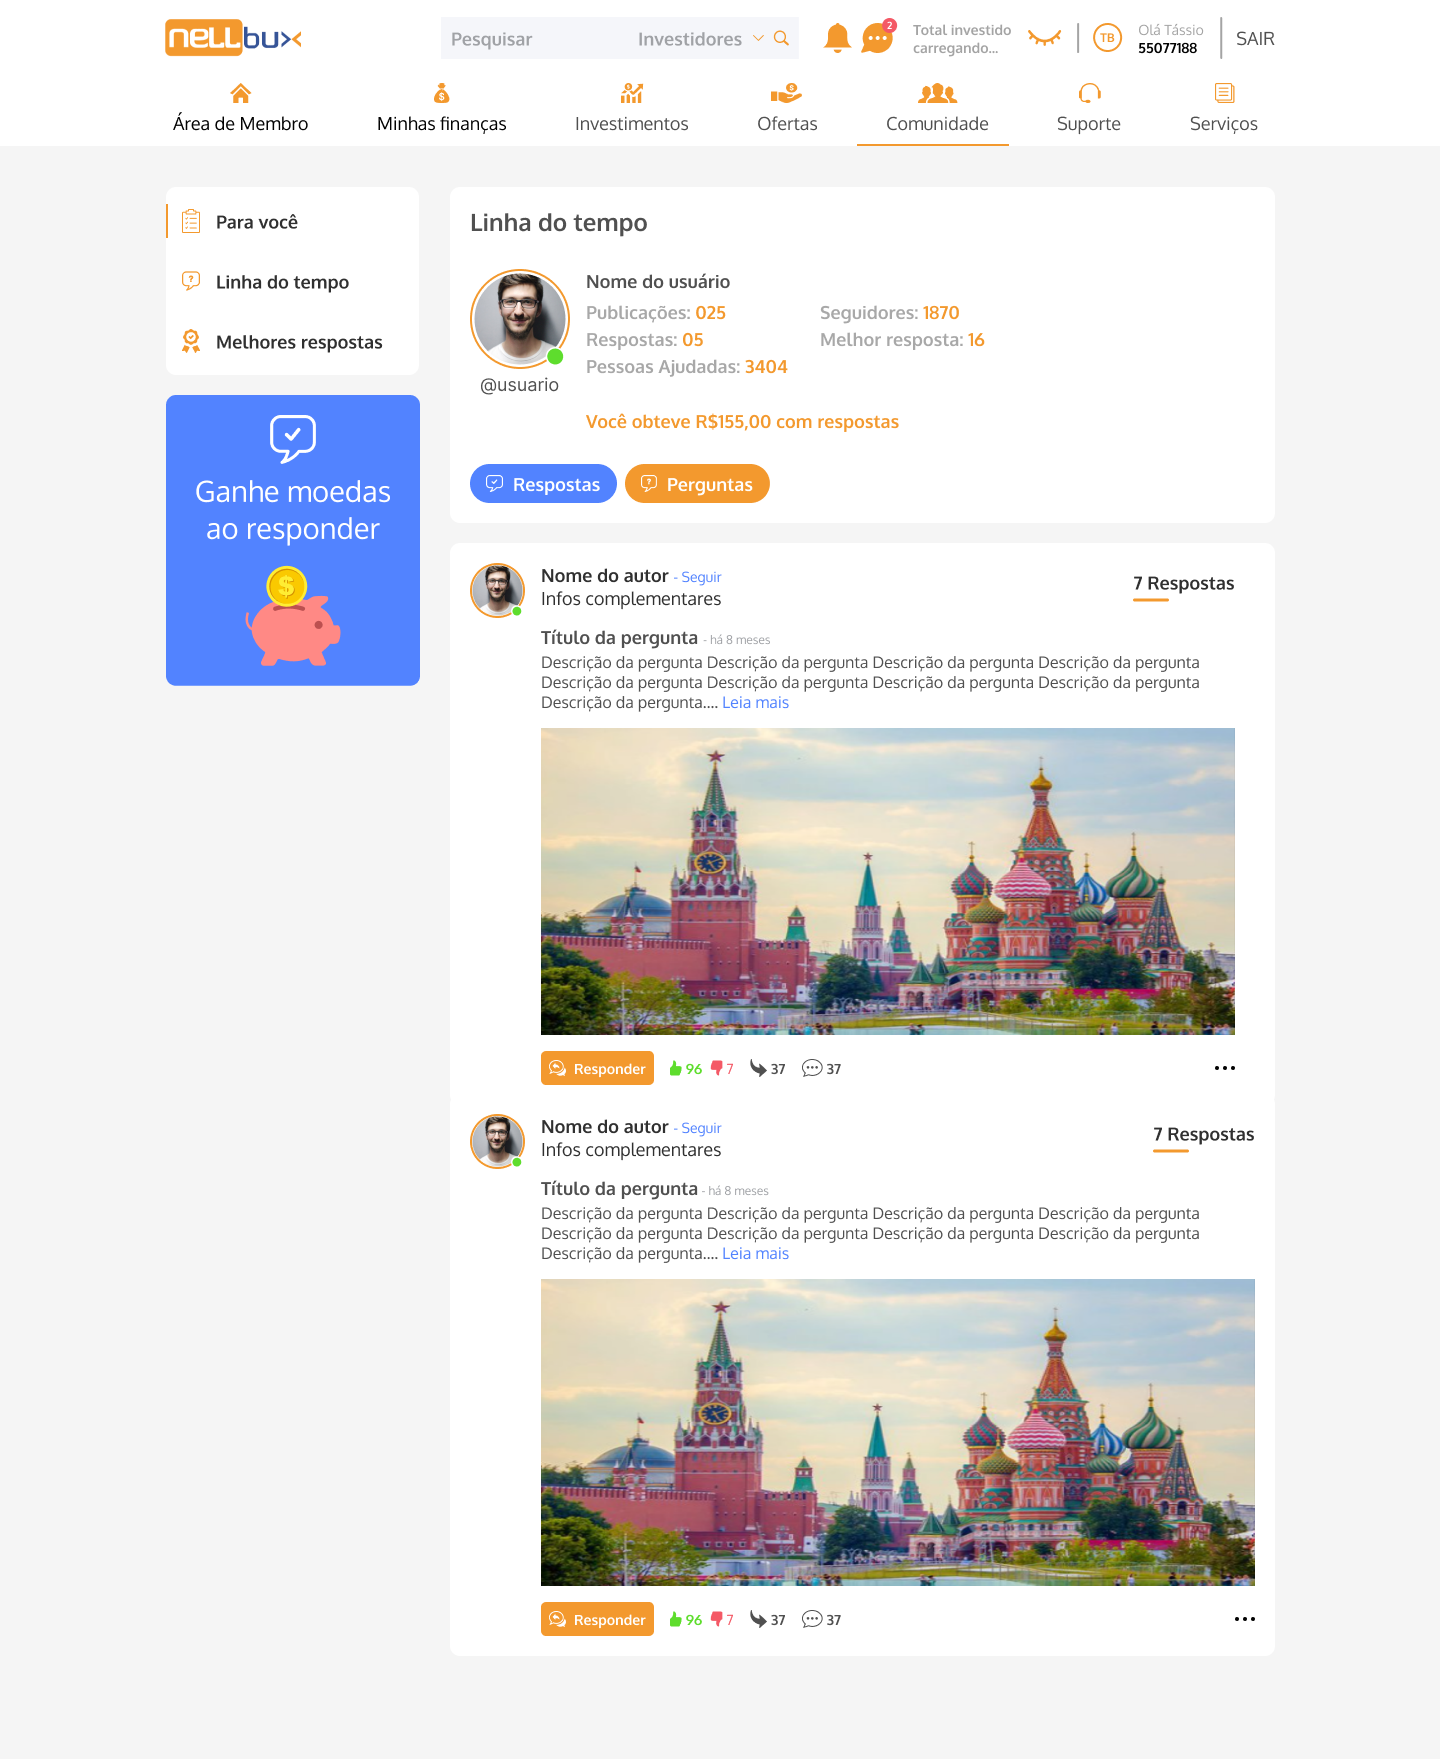 nellbux
Pesquisar
Investidores
2
Total investido
carregando...
TB
Olá Tássio
55077188
SAIR
Área de Membro
Minhas finanças
Investimentos
Ofertas
Comunidade
Suporte
Serviços
Para você
Linha do tempo
Melhores respostas
Ganhe moedas
ao responder
Linha do tempo
Nome do usuário
Publicações: 025
Seguidores: 1870
Respostas: 05
Melhor resposta: 16
Pessoas Ajudadas: 3404
@usuario
Você obteve R$155,00 com respostas
Respostas
Perguntas
Nome do autor - Seguir
Infos complementares
7 Respostas
Título da pergunta - há 8 meses
Descrição da pergunta Descrição da pergunta Descrição da pergunta Descrição da pergunta
Descrição da pergunta Descrição da pergunta Descrição da pergunta Descrição da pergunta
Descrição da pergunta.... Leia mais
Responder
96
7
37
37
Nome do autor - Seguir
Infos complementares
7 Respostas
Título da pergunta - há 8 meses
Descrição da pergunta Descrição da pergunta Descrição da pergunta Descrição da pergunta
Descrição da pergunta Descrição da pergunta Descrição da pergunta Descrição da pergunta
Descrição da pergunta.... Leia mais
Responder
96
7
37
37